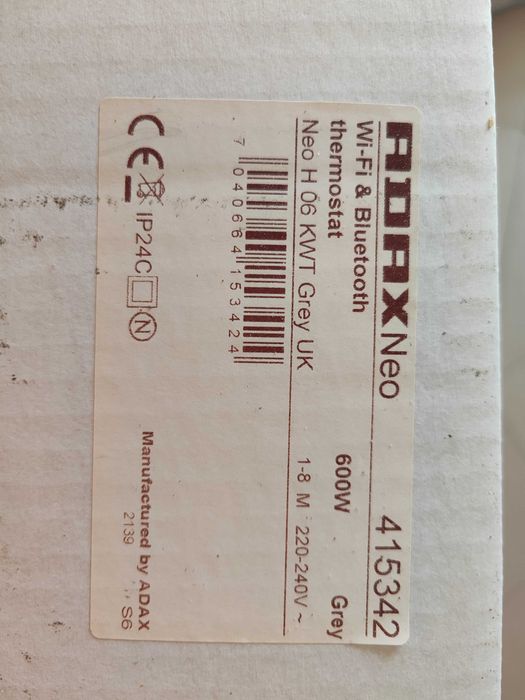 ADAX Neo 415342
Wi-Fi & Bluetooth
thermostat
600W Grey
Neo H 06 KWT Grey UK 1-8 M 220-240V ~
7 040664 153424
CE IP24C N
Manufactured by ADAX
2139 S6